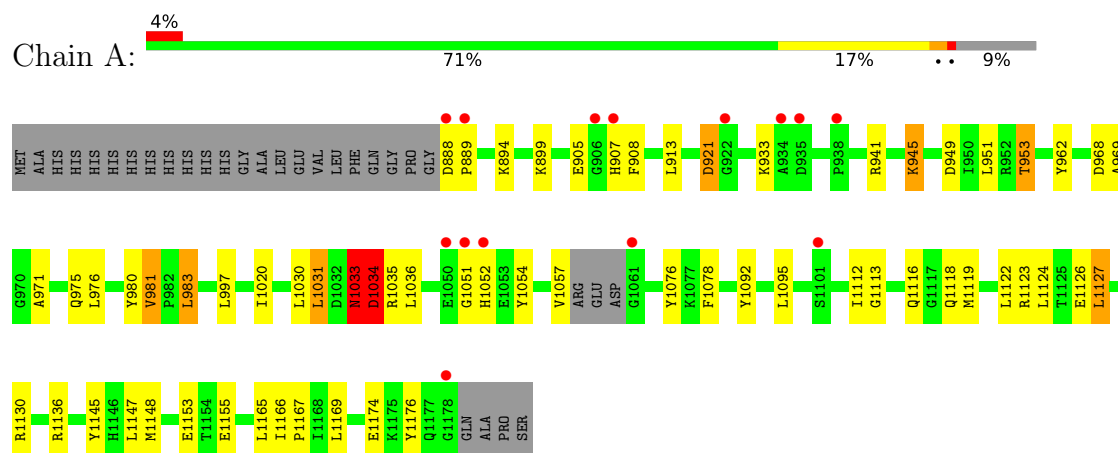 4%
Chain A:
71% 17% • • 9%
MET ALA HIS HIS HIS HIS HIS HIS HIS HIS HIS HIS GLY ALA LEU GLU VAL LEU PHE GLN GLY PRO GLY D888 P889 K894 K899 E905 G906 H907 F908 L913 D921 G922 K933 A934 D935 P938 R941 K945 D949 I950 L951 R952 T953 Y962 D968 A969
G970 A971 Q975 L976 Y980 V981 P982 L983 L997 I1020 L1030 L1031 D1032 N1033 D1034 R1035 L1036 E1050 G1051 H1052 E1053 Y1054 V1057 ARG GLU ASP G1061 Y1076 K1077 F1078 Y1092 L1095 S1101 I1112 G1113 Q1116 G1117 Q1118 M1119 L1122 R1123 L1124 T1125 E1126 L1127
R1130 R1136 Y1145 H1146 L1147 M1148 E1153 T1154 E1155 L1165 I1166 P1167 I1168 L1169 E1174 K1175 Y1176 Q1177 G1178 GLN ALA PRO SER